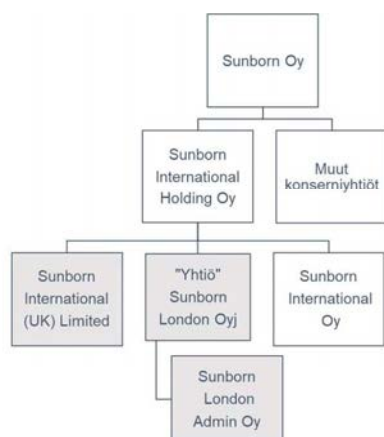 Sunborn Oy
Sunborn
International
Holding Oy
Muut
konserniyhtiöt
Sunborn
International
(UK) Limited
"Yhtiö"
Sunborn
London Oyj
Sunborn
International
Oy
Sunborn
London
Admin Oy